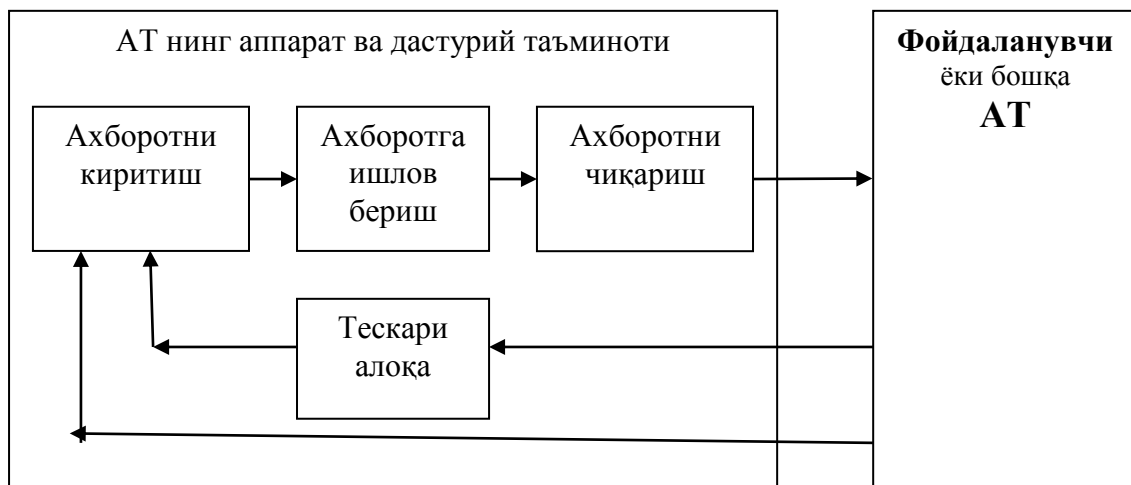 АТ нинг аппарат ва дастурий таъминоти
Ахборотни
киритиш
Ахборотга
ишлов
бериш
Ахборотни
чиқариш
Тескари
алоқа
Фойдаланувчи
ёки бошқа
АТ